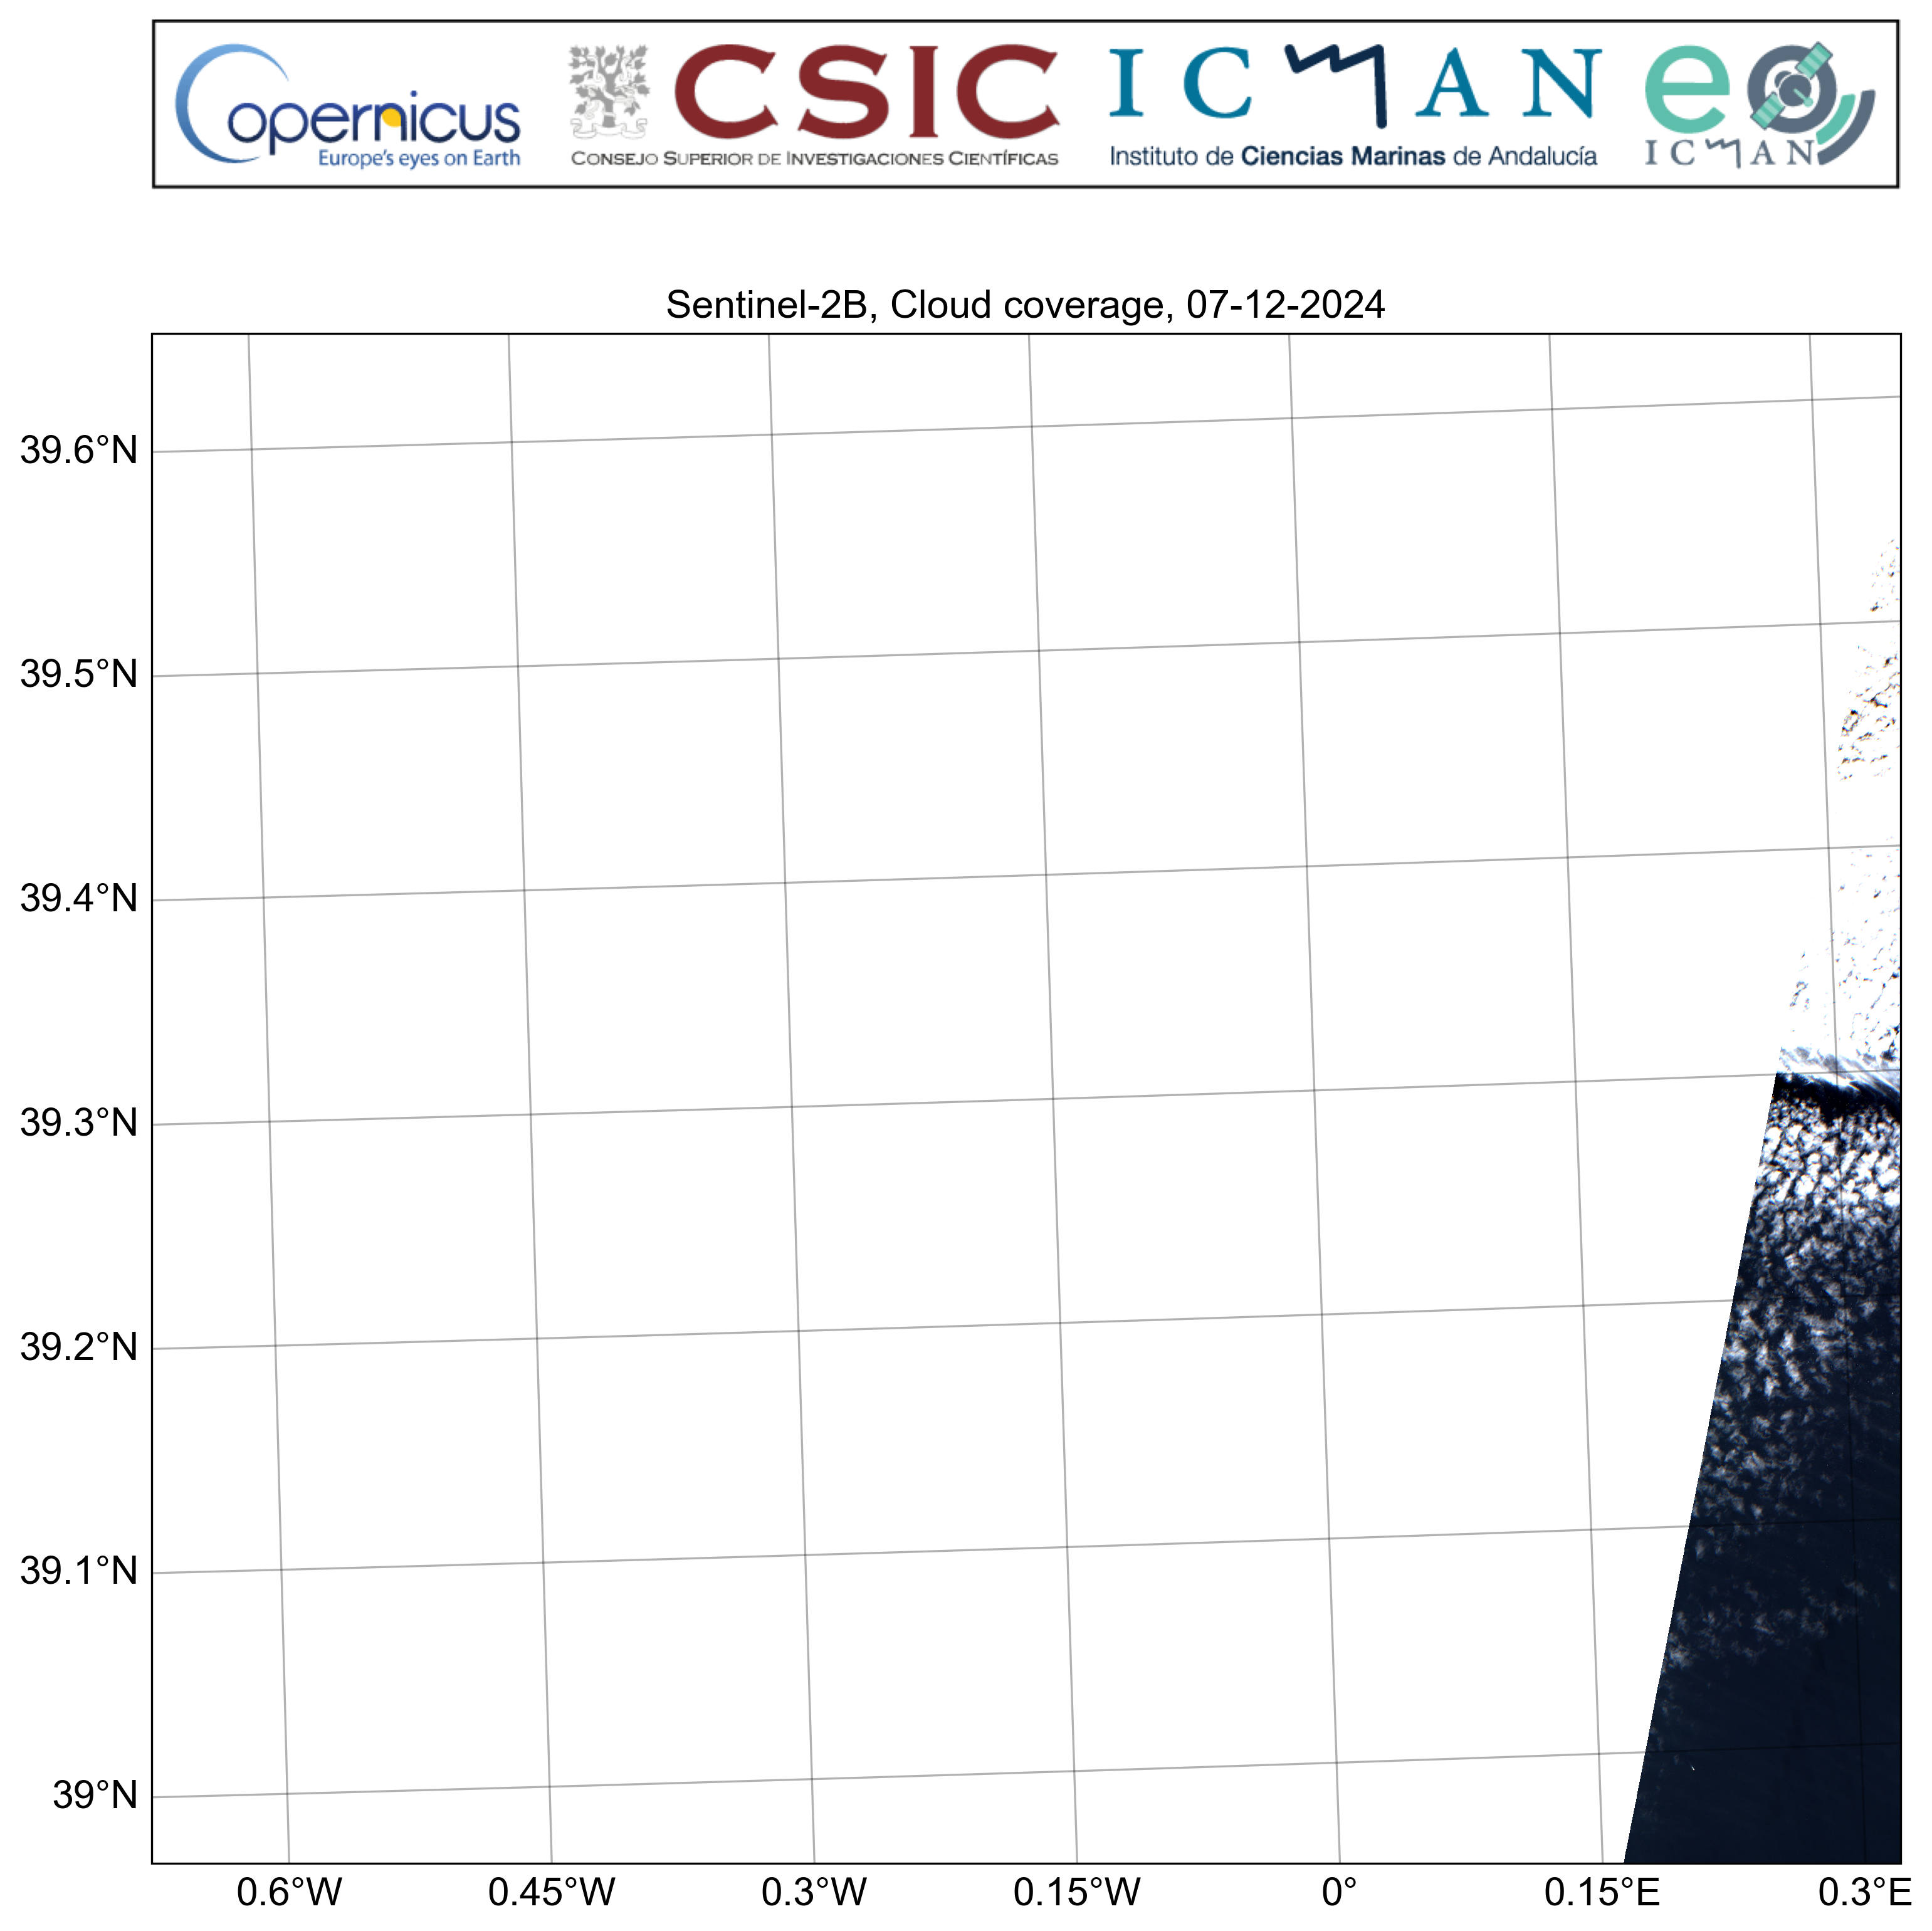 Copernicus
Europe's eyes on Earth
CSIC
CONSEJO SUPERIOR DE INVESTIGACIONES CIENTÍFICAS
ICMAN
Instituto de Ciencias Marinas de Andalucía
eo
ICMAN
Sentinel-2B, Cloud coverage, 07-12-2024
39.6°N
39.5°N
39.4°N
39.3°N
39.2°N
39.1°N
39°N
0.6°W 0.45°W 0.3°W 0.15°W 0° 0.15°E 0.3°E